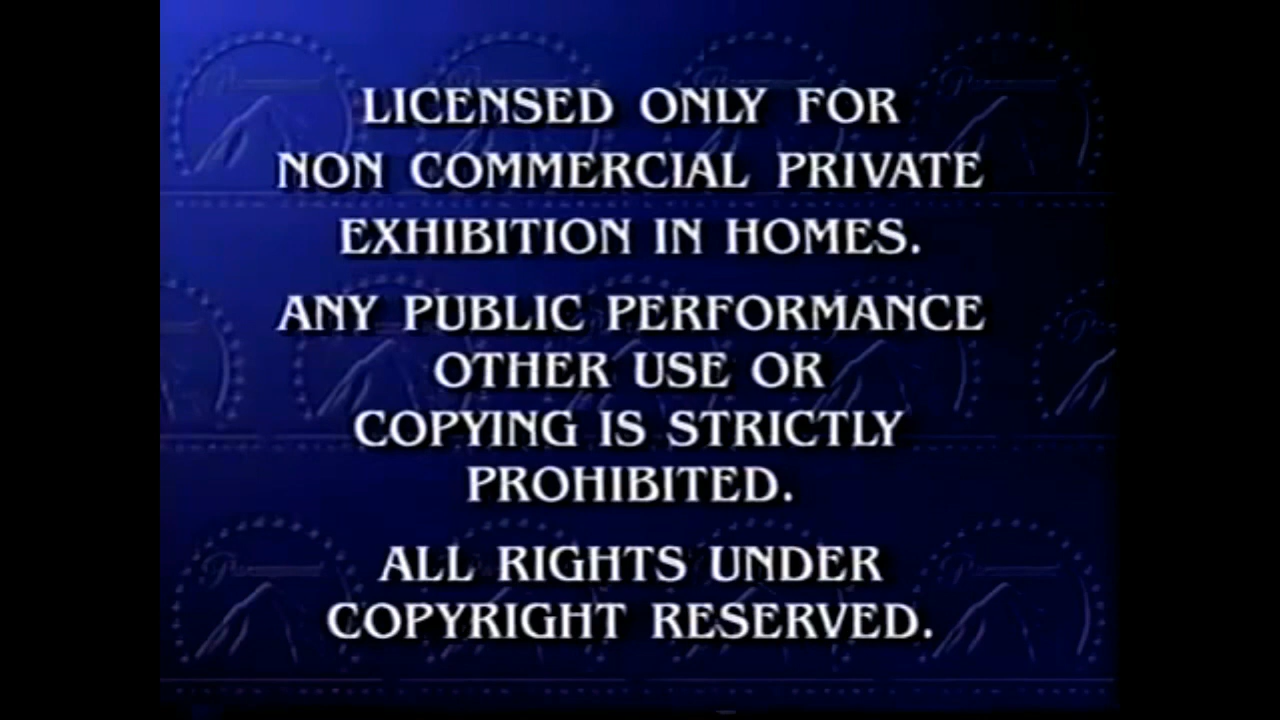 LICENSED ONLY FOR
NON COMMERCIAL PRIVATE
EXHIBITION IN HOMES.
ANY PUBLIC PERFORMANCE
OTHER USE OR
COPYING IS STRICTLY
PROHIBITED.
ALL RIGHTS UNDER
COPYRIGHT RESERVED.